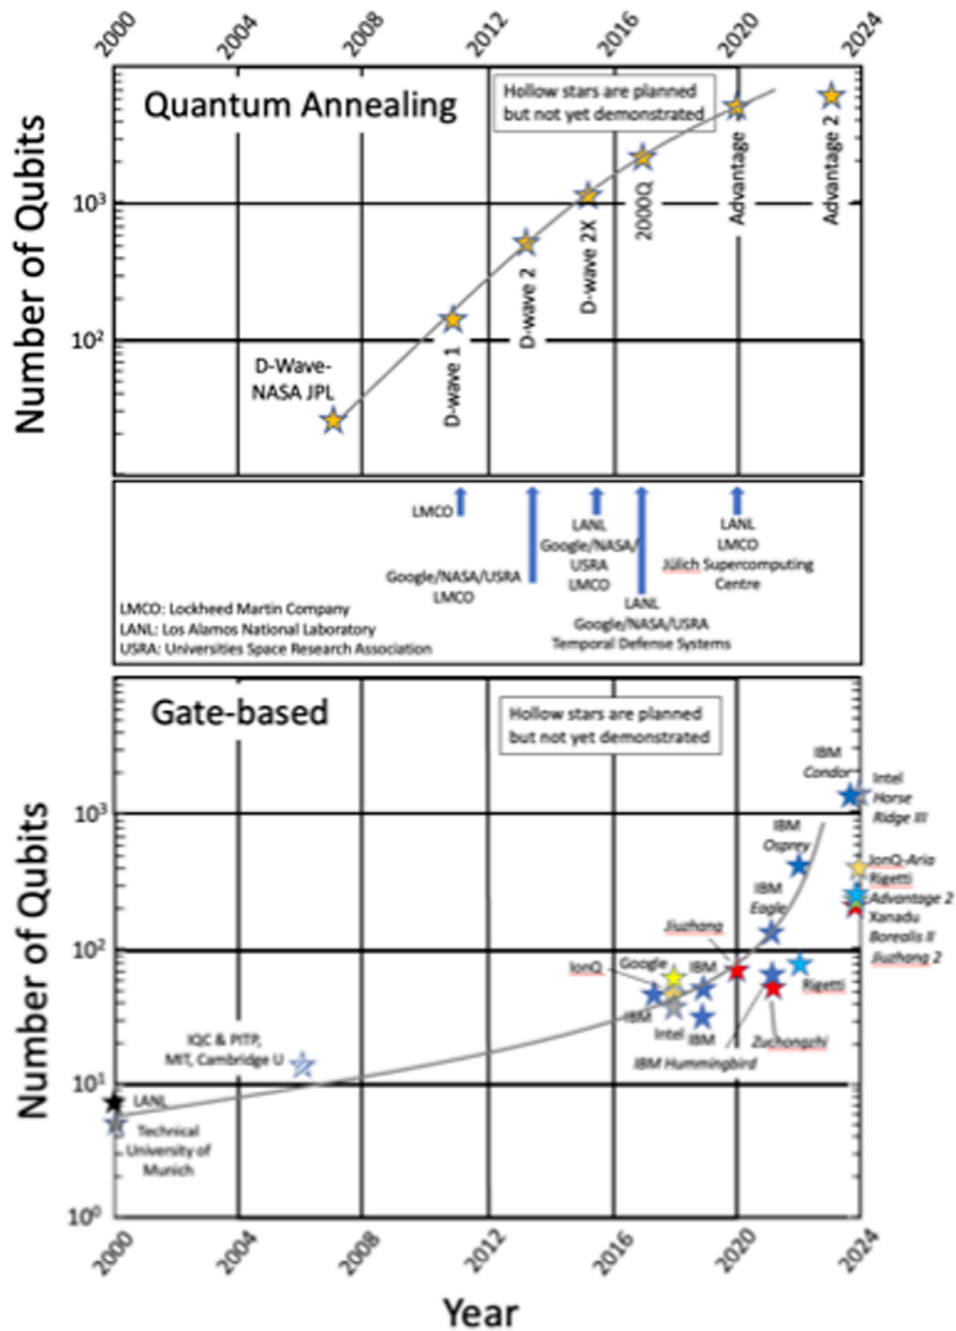 2000 2004 2008 2012 2016 2020 2024
Quantum Annealing
Hollow stars are planned
but not yet demonstrated
Number of Qubits
10³
10²
D-Wave-
NASA JPL
D-wave 1
D-wave 2
D-wave 2X
2000Q
Advantage
Advantage 2
LMCO
Google/NASA/USRA
LMCO
LANL
Google/NASA/
USRA
LMCO
LANL
Google/NASA/USRA
Temporal Defense Systems
LANL
LMCO
Jülich Supercomputing
Centre
LMCO: Lockheed Martin Company
LANL: Los Alamos National Laboratory
USRA: Universities Space Research Association
Gate-based
Hollow stars are planned
but not yet demonstrated
Number of Qubits
10³
10²
10¹
10⁰
LANL
Technical
University of
Munich
IQC & PITP,
MIT, Cambridge U
IonQ
Google
IBM
IBM
Intel
IBM
IBM Hummingbird
Jiuzhang
Zuchongzhi
Rigetti
IBM
Eagle
IBM
Osprey
IBM
Condor
Intel
Horse
Ridge III
IonQ-Aria
Rigetti
Advantage 2
Xanadu
Borealis II
Jiuzhang 2
2000 2004 2008 2012 2016 2020 2024
Year